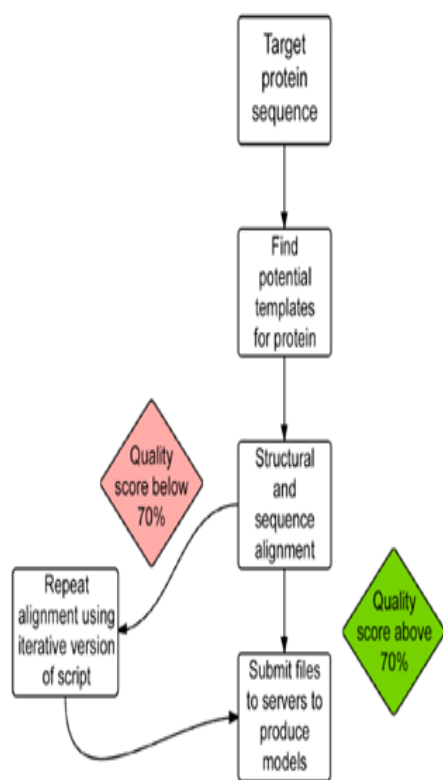 Target
protein
sequence
Find
potential
templates
for protein
Quality
score below
70%
Structural
and
sequence
alignment
Repeat
alignment using
iterative version
of script
Quality
score above
70%
Submit files
to servers to
produce
models